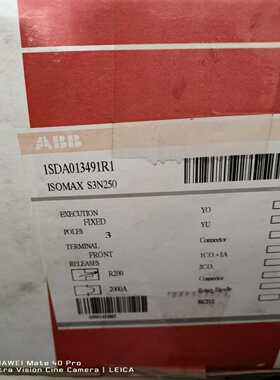 ABB
1SDA013491R1
ISOMAX S3N250
EXECUTION
FIXED
POLES 3
TERMINAL
FRONT
RELEASES
R200
2000A
YO
YU
Connector
1CO.+1A
2CO.
Connector
HUAWEI Mate 40 Pro
Ultra Vision Cine Camera | LEICA